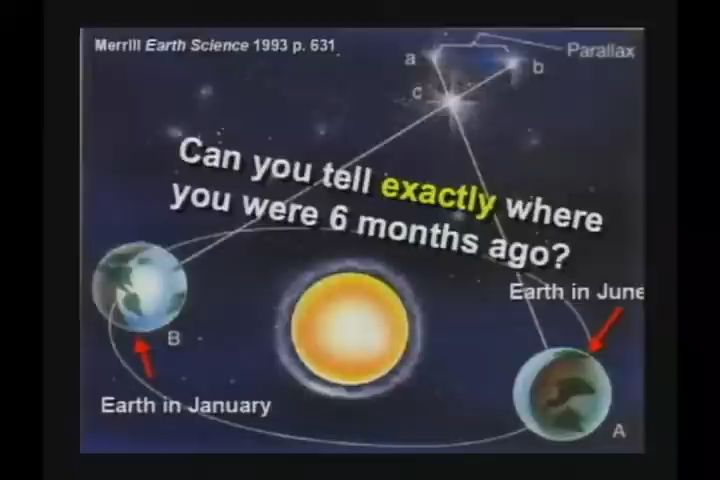 Merrill Earth Science 1993 p. 631
Parallax
a
b
c
Can you tell exactly where
you were 6 months ago?
Earth in June
B
Earth in January
A